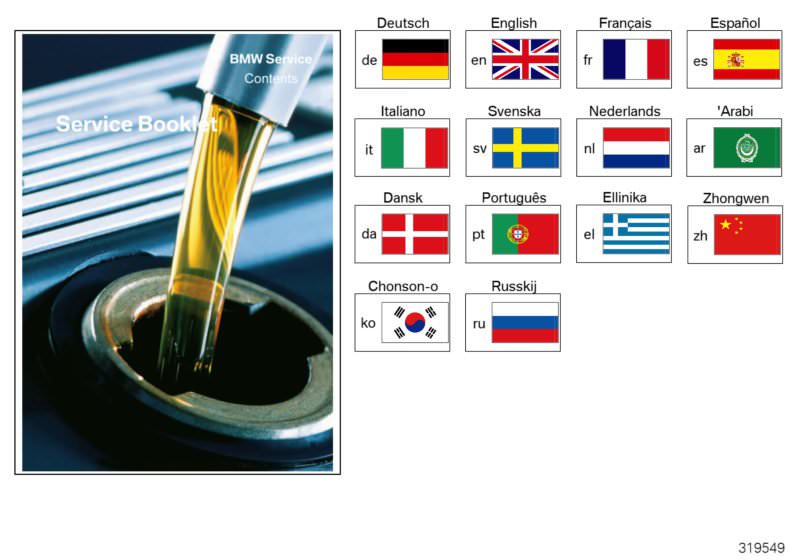 BMW Service
Contents
Service Booklet
Deutsch
English
Français
Español
de
en
fr
es
Italiano
Svenska
Nederlands
'Arabi
it
sv
nl
ar
Dansk
Português
Ellinika
Zhongwen
da
pt
el
zh
Chonson-o
Russkij
ko
ru
319549